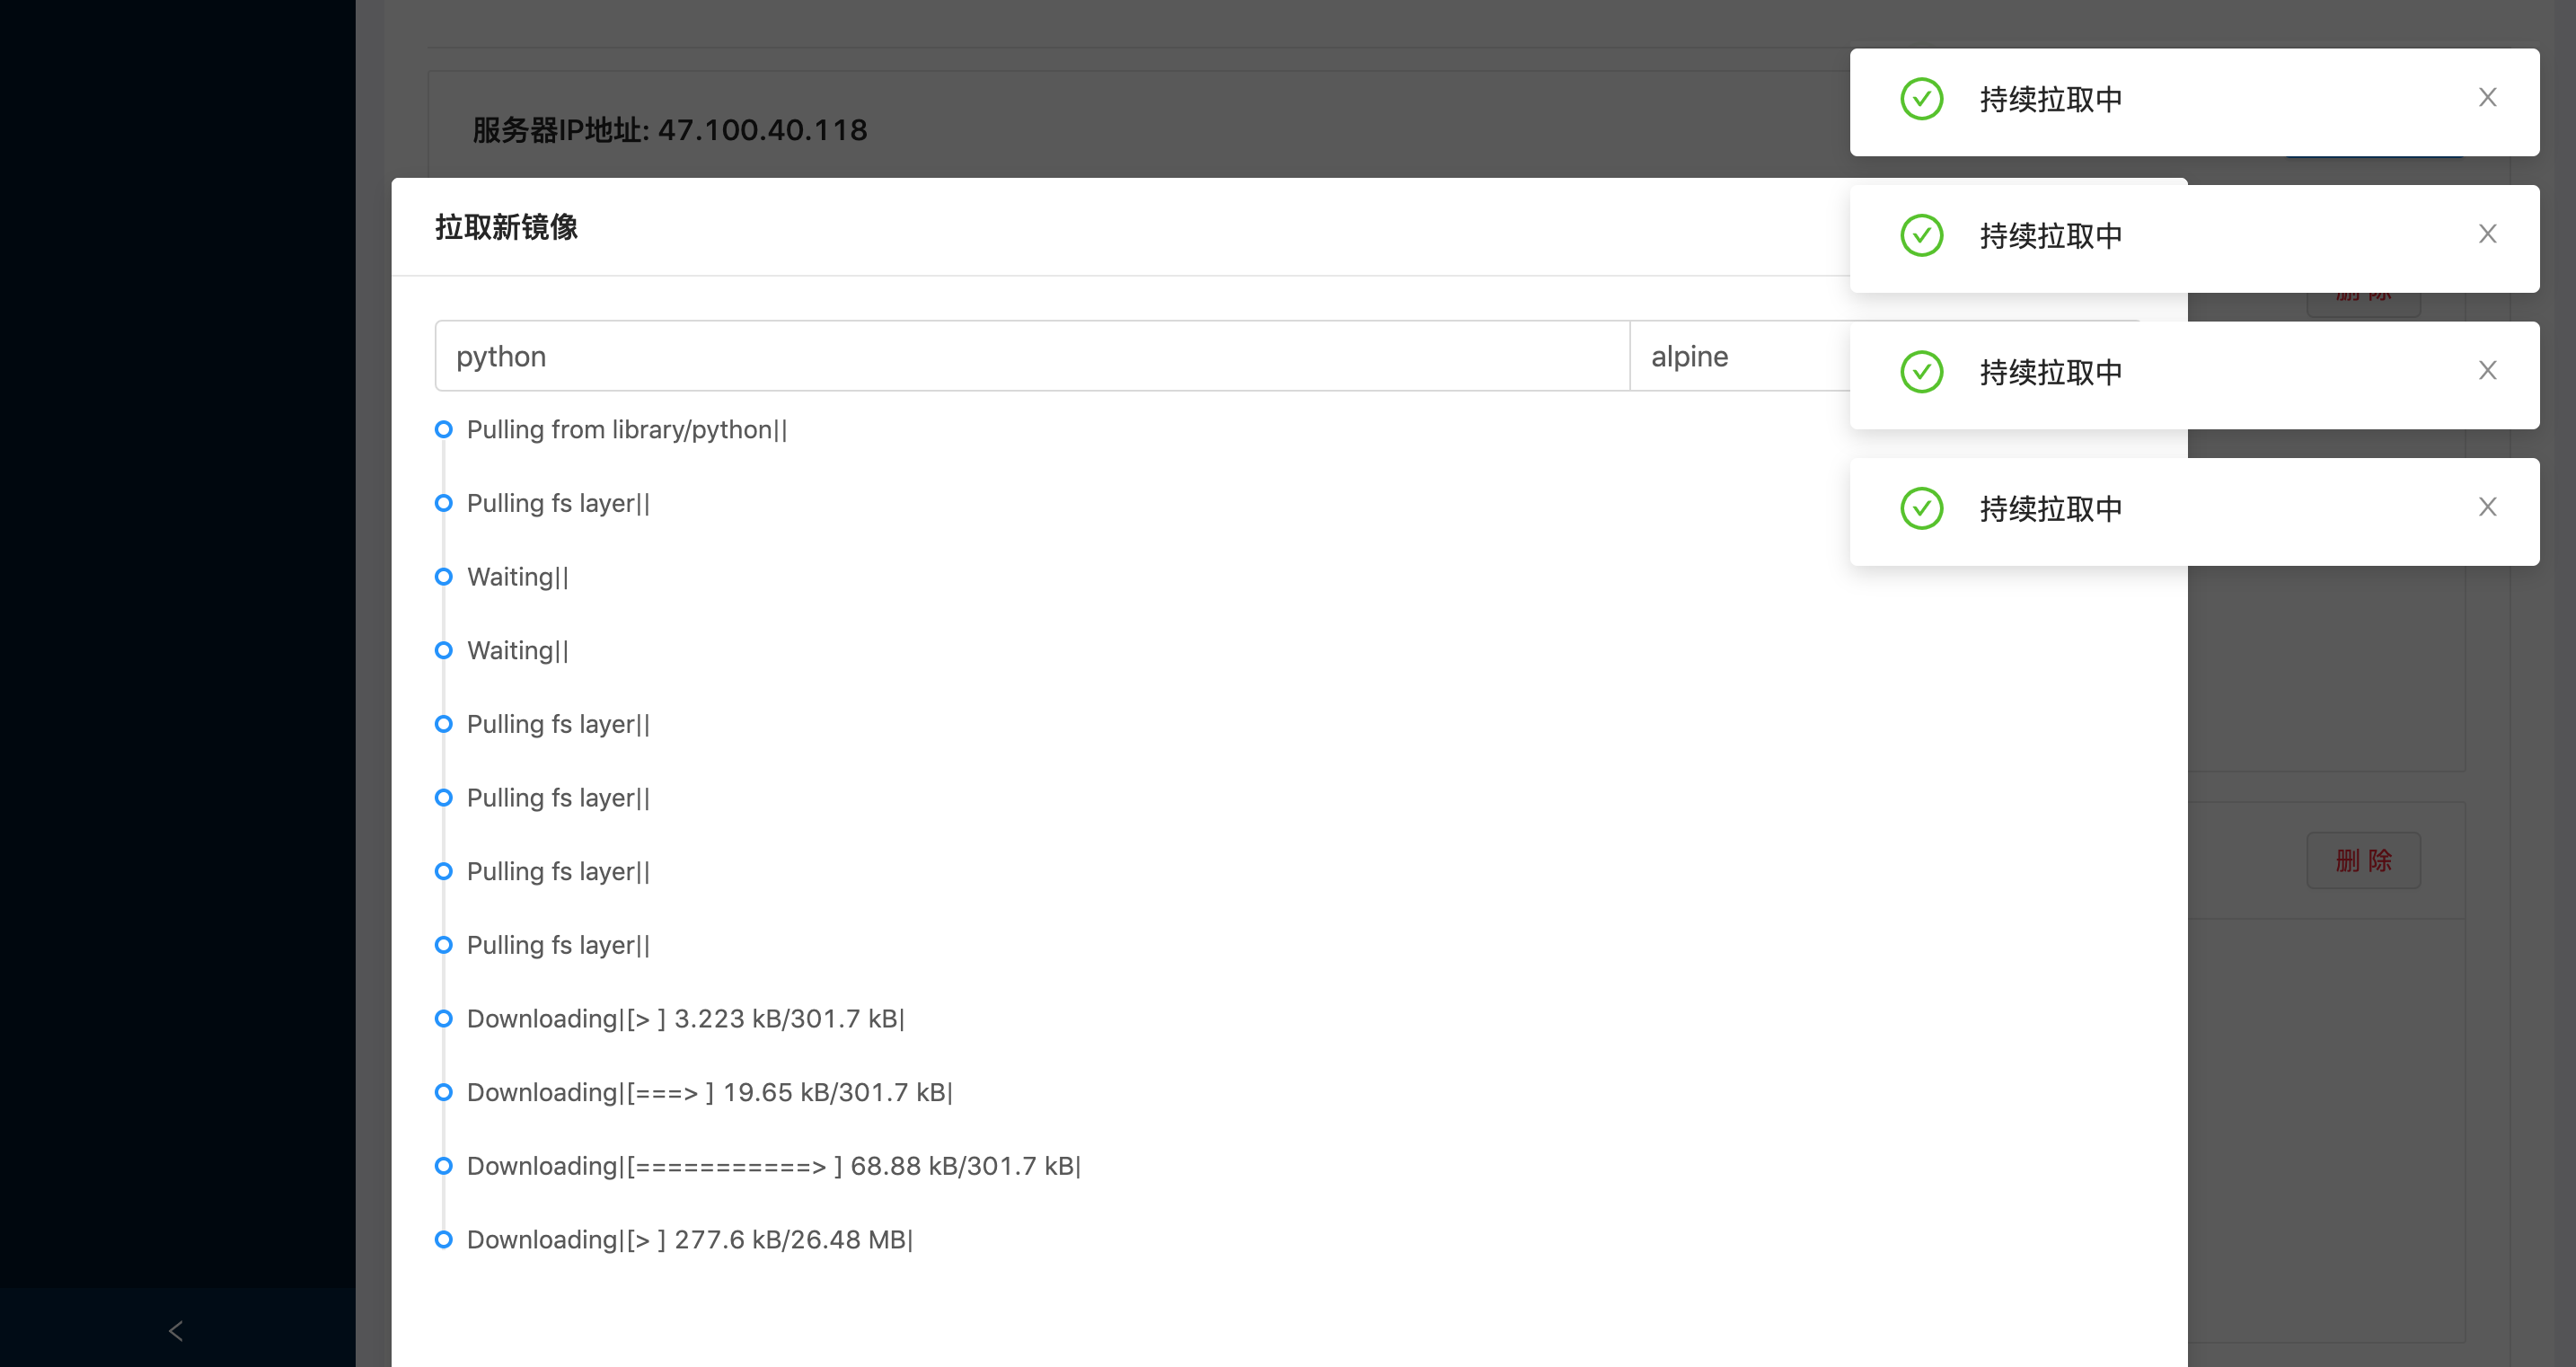 服务器IP地址: 47.100.40.118
持续拉取中
拉取新镜像
持续拉取中
删 除
python
alpine
持续拉取中
Pulling from library/python||
Pulling fs layer||
持续拉取中
Waiting||
Waiting||
Pulling fs layer||
Pulling fs layer||
Pulling fs layer||
删 除
Pulling fs layer||
Downloading|[> ] 3.223 kB/301.7 kB|
Downloading|[===> ] 19.65 kB/301.7 kB|
Downloading|[===========> ] 68.88 kB/301.7 kB|
Downloading|[> ] 277.6 kB/26.48 MB|